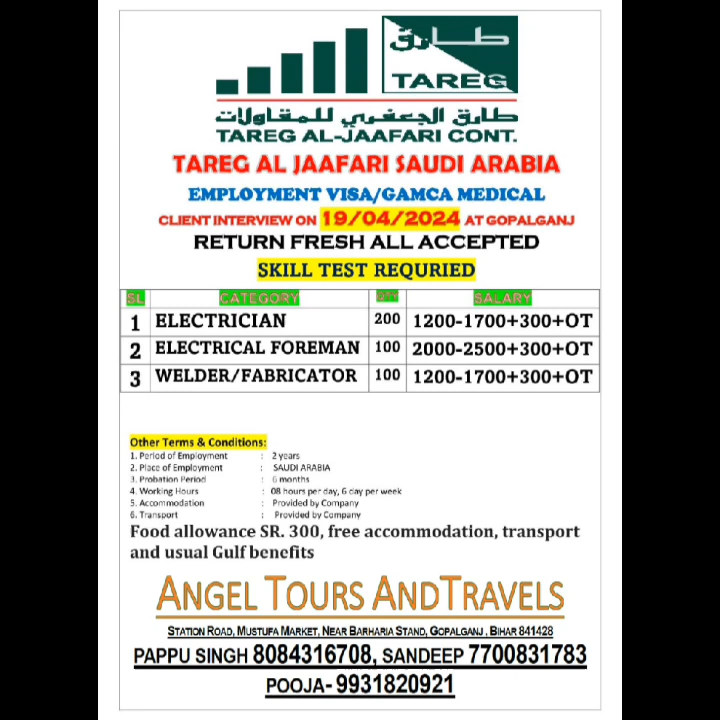 طارق
TAREG
طارق الجعفري للمقاولات
TAREG AL-JAAFARI CONT.
TAREG AL JAAFARI SAUDI ARABIA
EMPLOYMENT VISA/GAMCA MEDICAL
CLIENT INTERVIEW ON 19/04/2024 AT GOPALGANJ
RETURN FRESH ALL ACCEPTED
SKILL TEST REQURIED
SL CATEGORY QTY SALARY
1 ELECTRICIAN 200 1200-1700+300+OT
2 ELECTRICAL FOREMAN 100 2000-2500+300+OT
3 WELDER/FABRICATOR 100 1200-1700+300+OT
Other Terms & Conditions:
1. Period of Employment : 2 years
2. Place of Employment : SAUDI ARABIA
3. Probation Period : 6 months
4. Working Hours : 08 hours per day, 6 day per week
5. Accommodation : Provided by Company
6. Transport : Provided by Company
Food allowance SR. 300, free accommodation, transport
and usual Gulf benefits
ANGEL TOURS ANDTRAVELS
STATION ROAD, MUSTUFA MARKET, NEAR BARHARIA STAND, GOPALGANJ , BIHAR 841428
PAPPU SINGH 8084316708, SANDEEP 7700831783
POOJA- 9931820921